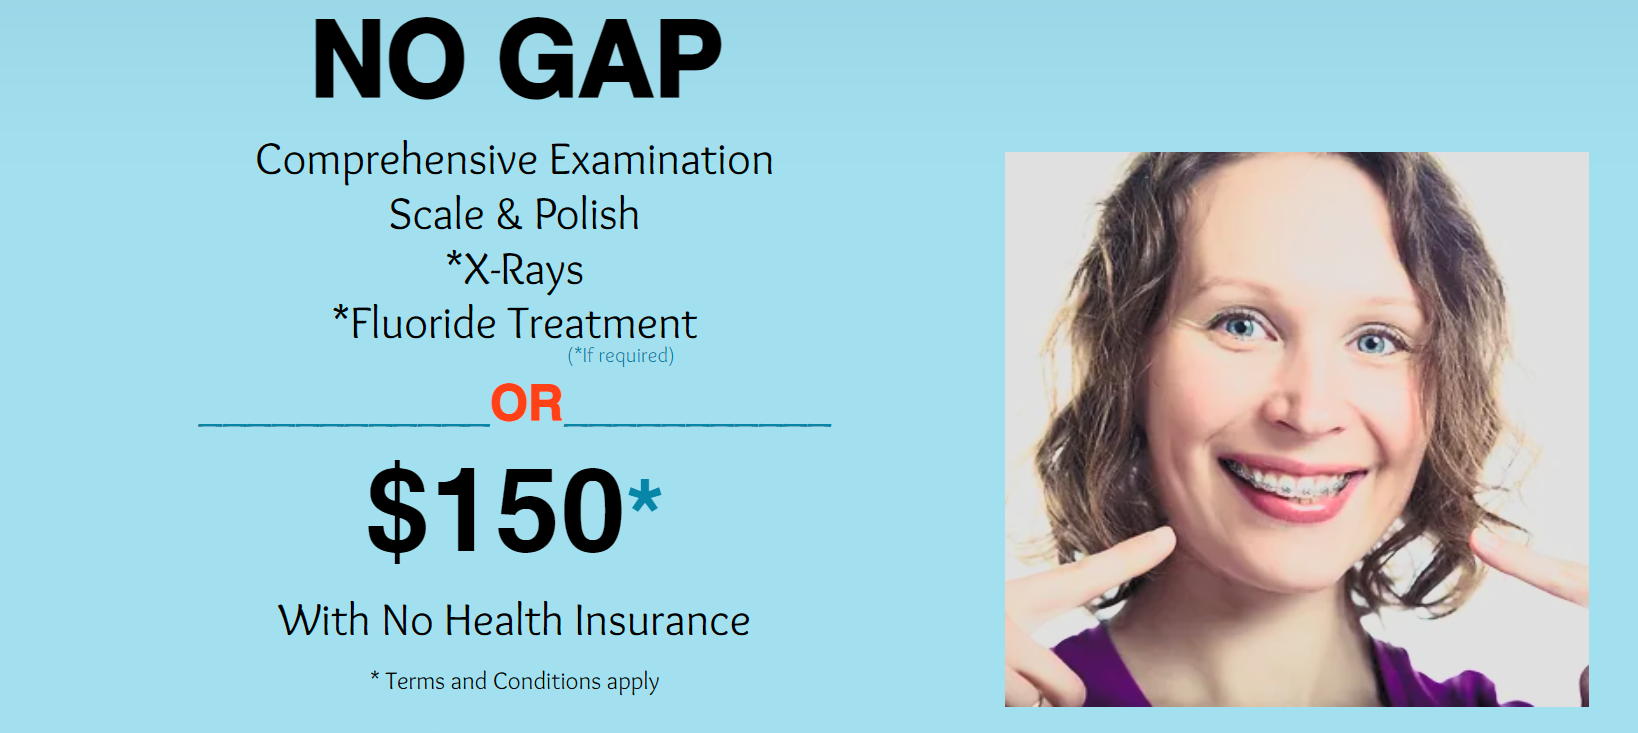 NO GAP
Comprehensive Examination
Scale & Polish
*X-Rays
*Fluoride Treatment
(*If required)
____________OR___________
$150*
With No Health Insurance
* Terms and Conditions apply